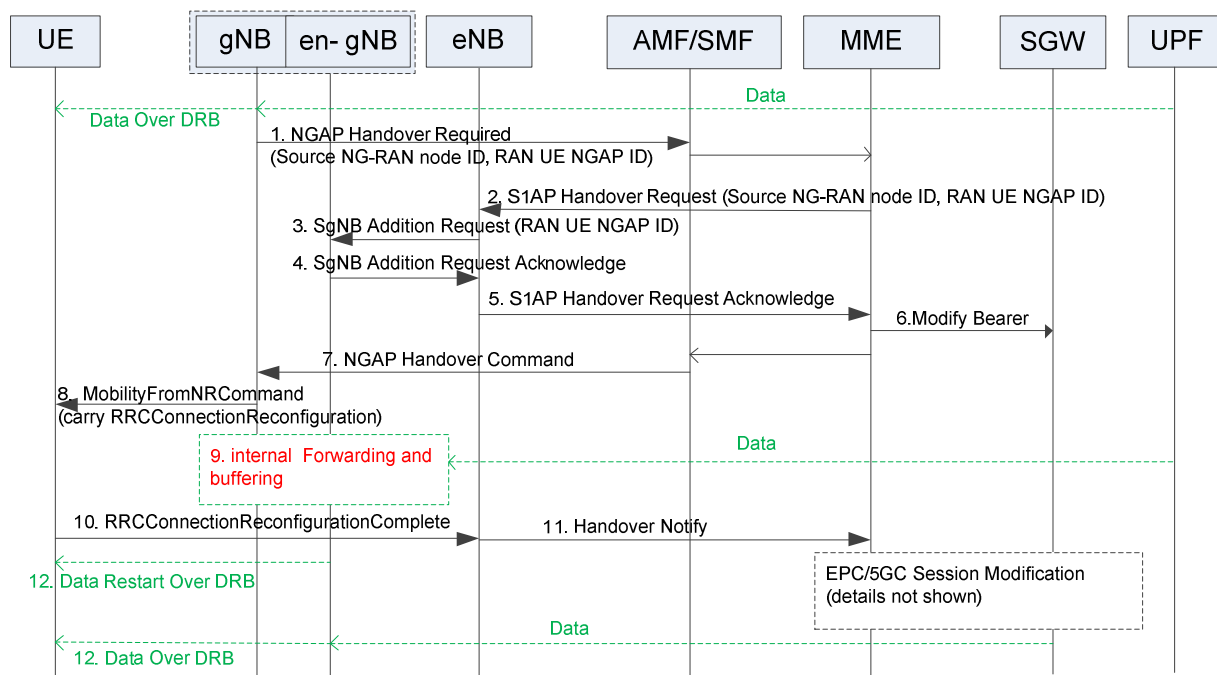 UE
gNB
en- gNB
eNB
AMF/SMF
MME
SGW
UPF
Data
Data Over DRB
1. NGAP Handover Required
(Source NG-RAN node ID, RAN UE NGAP ID)
2. S1AP Handover Request (Source NG-RAN node ID, RAN UE NGAP ID)
3. SgNB Addition Request (RAN UE NGAP ID)
4. SgNB Addition Request Acknowledge
5. S1AP Handover Request Acknowledge
6.Modify Bearer
7. NGAP Handover Command
8. MobilityFromNRCommand
(carry RRCConnectionReconfiguration)
9. internal Forwarding and
buffering
Data
10. RRCConnectionReconfigurationComplete
11. Handover Notify
12. Data Restart Over DRB
EPC/5GC Session Modification
(details not shown)
Data
12. Data Over DRB